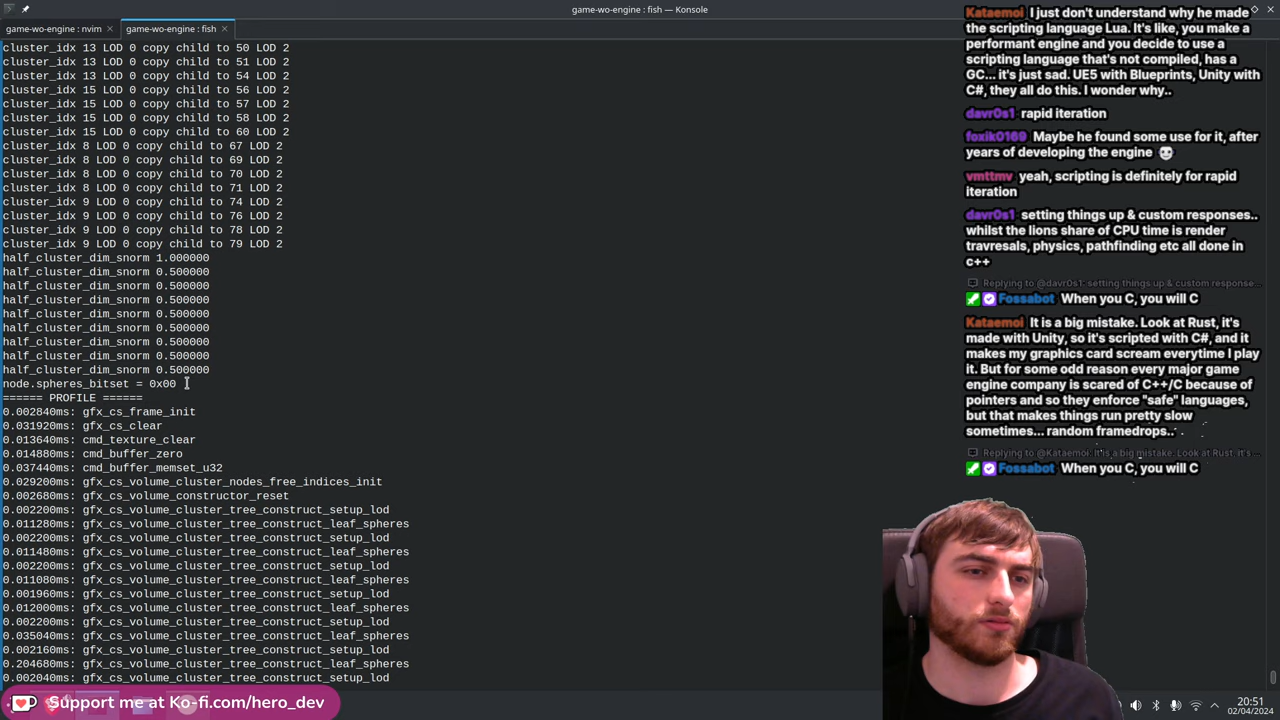 game-wo-engine : fish — Konsole
game-wo-engine : nvim
game-wo-engine : fish
cluster_idx 13 LOD 0 copy child to 50 LOD 2
cluster_idx 13 LOD 0 copy child to 51 LOD 2
cluster_idx 13 LOD 0 copy child to 54 LOD 2
cluster_idx 15 LOD 0 copy child to 56 LOD 2
cluster_idx 15 LOD 0 copy child to 57 LOD 2
cluster_idx 15 LOD 0 copy child to 58 LOD 2
cluster_idx 15 LOD 0 copy child to 60 LOD 2
cluster_idx 8 LOD 0 copy child to 67 LOD 2
cluster_idx 8 LOD 0 copy child to 69 LOD 2
cluster_idx 8 LOD 0 copy child to 70 LOD 2
cluster_idx 8 LOD 0 copy child to 71 LOD 2
cluster_idx 9 LOD 0 copy child to 74 LOD 2
cluster_idx 9 LOD 0 copy child to 76 LOD 2
cluster_idx 9 LOD 0 copy child to 78 LOD 2
cluster_idx 9 LOD 0 copy child to 79 LOD 2
half_cluster_dim_snorm 1.000000
half_cluster_dim_snorm 0.500000
half_cluster_dim_snorm 0.500000
half_cluster_dim_snorm 0.500000
half_cluster_dim_snorm 0.500000
half_cluster_dim_snorm 0.500000
half_cluster_dim_snorm 0.500000
half_cluster_dim_snorm 0.500000
half_cluster_dim_snorm 0.500000
node.spheres_bitset = 0x00
====== PROFILE ======
0.002840ms: gfx_cs_frame_init
0.031920ms: gfx_cs_clear
0.013640ms: cmd_texture_clear
0.014880ms: cmd_buffer_zero
0.037440ms: cmd_buffer_memset_u32
0.029200ms: gfx_cs_volume_cluster_nodes_free_indices_init
0.002680ms: gfx_cs_volume_constructor_reset
0.002200ms: gfx_cs_volume_cluster_tree_construct_setup_lod
0.011280ms: gfx_cs_volume_cluster_tree_construct_leaf_spheres
0.002200ms: gfx_cs_volume_cluster_tree_construct_setup_lod
0.011480ms: gfx_cs_volume_cluster_tree_construct_leaf_spheres
0.002200ms: gfx_cs_volume_cluster_tree_construct_setup_lod
0.011080ms: gfx_cs_volume_cluster_tree_construct_leaf_spheres
0.001960ms: gfx_cs_volume_cluster_tree_construct_setup_lod
0.012000ms: gfx_cs_volume_cluster_tree_construct_leaf_spheres
0.002200ms: gfx_cs_volume_cluster_tree_construct_setup_lod
0.035040ms: gfx_cs_volume_cluster_tree_construct_leaf_spheres
0.002160ms: gfx_cs_volume_cluster_tree_construct_setup_lod
0.204680ms: gfx_cs_volume_cluster_tree_construct_leaf_spheres
0.002040ms: gfx_cs_volume_cluster_tree_construct_setup_lod
Kataemoi I just don't understand why he made
the scripting language Lua. It's like, you make a
performant engine and you decide to use a
scripting language that's not compiled, has a
GC... it's just sad. UE5 with Blueprints, Unity with
C#, they all do this. I wonder why..
davr0s1 rapid iteration
foxik0169 Maybe he found some use for it, after
years of developing the engine
vmttmv yeah, scripting is definitely for rapid
iteration
davr0s1 setting things up & custom responses..
whilst the lions share of CPU time is render
travresals, physics, pathfinding etc all done in
c++
Replying to @davr0s1: setting things up & custom response...
Fossabot When you C, you will C
Kataemoi It is a big mistake. Look at Rust, it's
made with Unity, so it's scripted with C#, and it
makes my graphics card scream everytime I play
it. But for some odd reason every major game
engine company is scared of C++/C because of
pointers and so they enforce "safe" languages,
but that makes things run pretty slow
sometimes... random framedrops..
Replying to @Kataemoi: It is a big mistake. Look at Rust, it's ...
Fossabot When you C, you will C
Support me at Ko-fi.com/hero_dev
20:51
02/04/2024